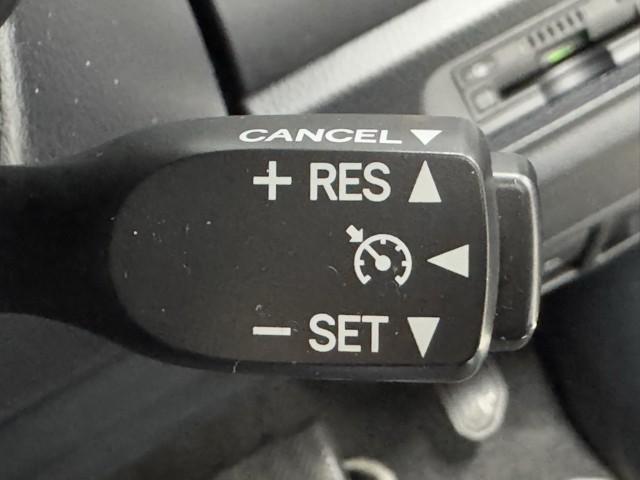 CANCEL ▼
+ RES ▲
◀
- SET ▼